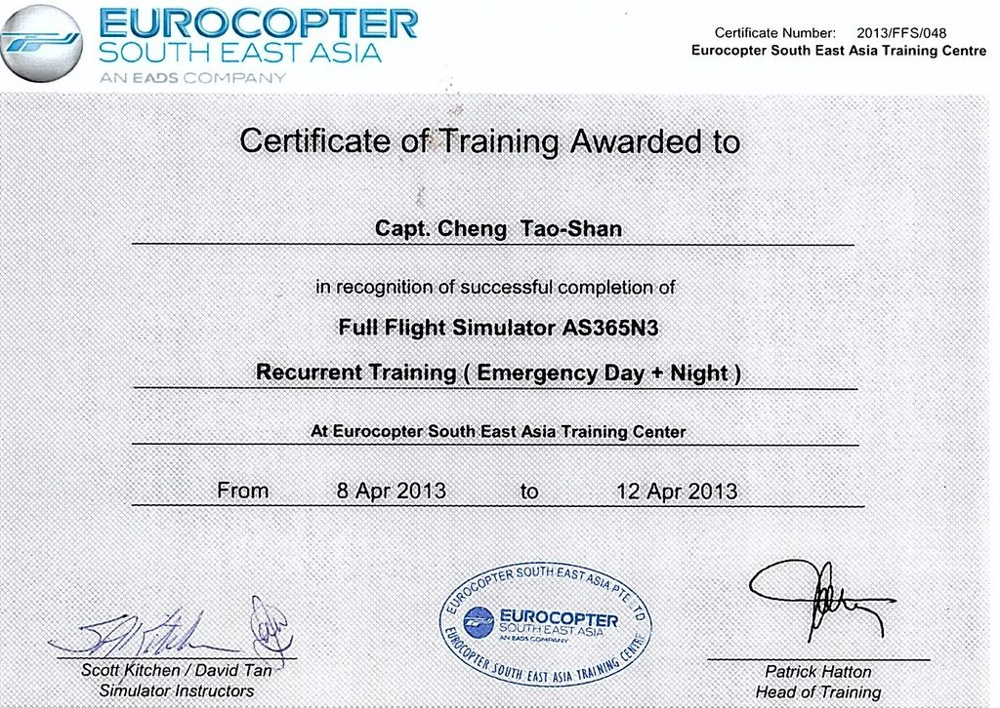 EUROCOPTER
SOUTH EAST ASIA
AN EADS COMPANY
Certificate Number: 2013/FFS/048
Eurocopter South East Asia Training Centre
Certificate of Training Awarded to
Capt. Cheng Tao-Shan
in recognition of successful completion of
Full Flight Simulator AS365N3
Recurrent Training ( Emergency Day + Night )
At Eurocopter South East Asia Training Center
From 8 Apr 2013 to 12 Apr 2013
Scott Kitchen / David Tan
Simulator Instructors
EUROCOPTER SOUTH EAST ASIA PTE LTD
EUROCOPTER
SOUTH EAST ASIA
AN EADS COMPANY
EUROCOPTER SOUTH EAST ASIA TRAINING CENTRE
Patrick Hatton
Head of Training